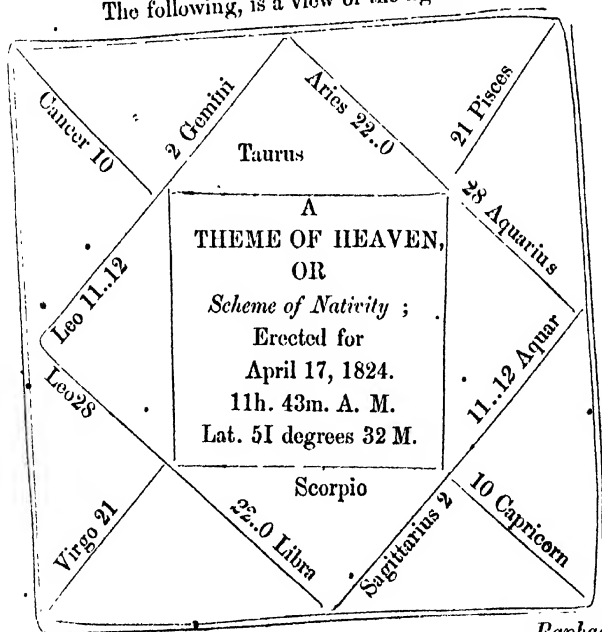 The following, is a view of the
Cancer 10
2 Gemini
Aries 22..0
21 Pisces
Taurus
28 Aquarius
Leo 11..12
A
THEME OF HEAVEN,
OR
Scheme of Nativity ;
Erected for
April 17, 1824.
11h. 43m. A. M.
Lat. 51 degrees 32 M.
11..12 Aquar
Leo 28
Scorpio
Virgo 21
22..0 Libra
Sagittarius 2
10 Capricorn